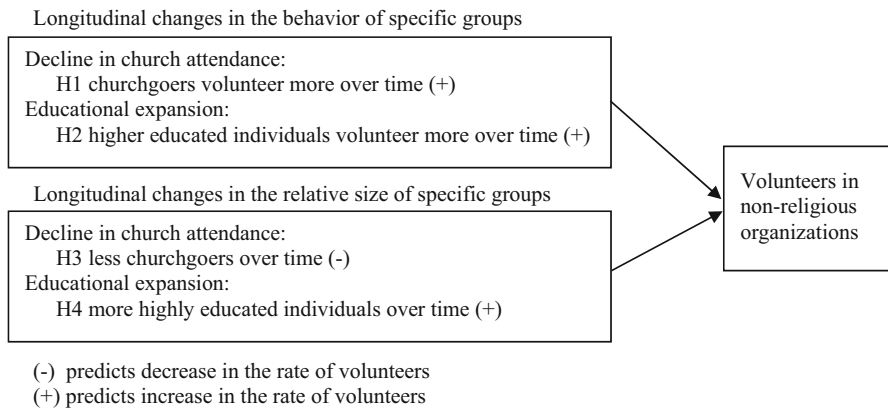 Longitudinal changes in the behavior of specific groups
Decline in church attendance:
H1 churchgoers volunteer more over time (+)
Educational expansion:
H2 higher educated individuals volunteer more over time (+)
Longitudinal changes in the relative size of specific groups
Decline in church attendance:
H3 less churchgoers over time (-)
Educational expansion:
H4 more highly educated individuals over time (+)
Volunteers in
non-religious
organizations
(-) predicts decrease in the rate of volunteers
(+) predicts increase in the rate of volunteers